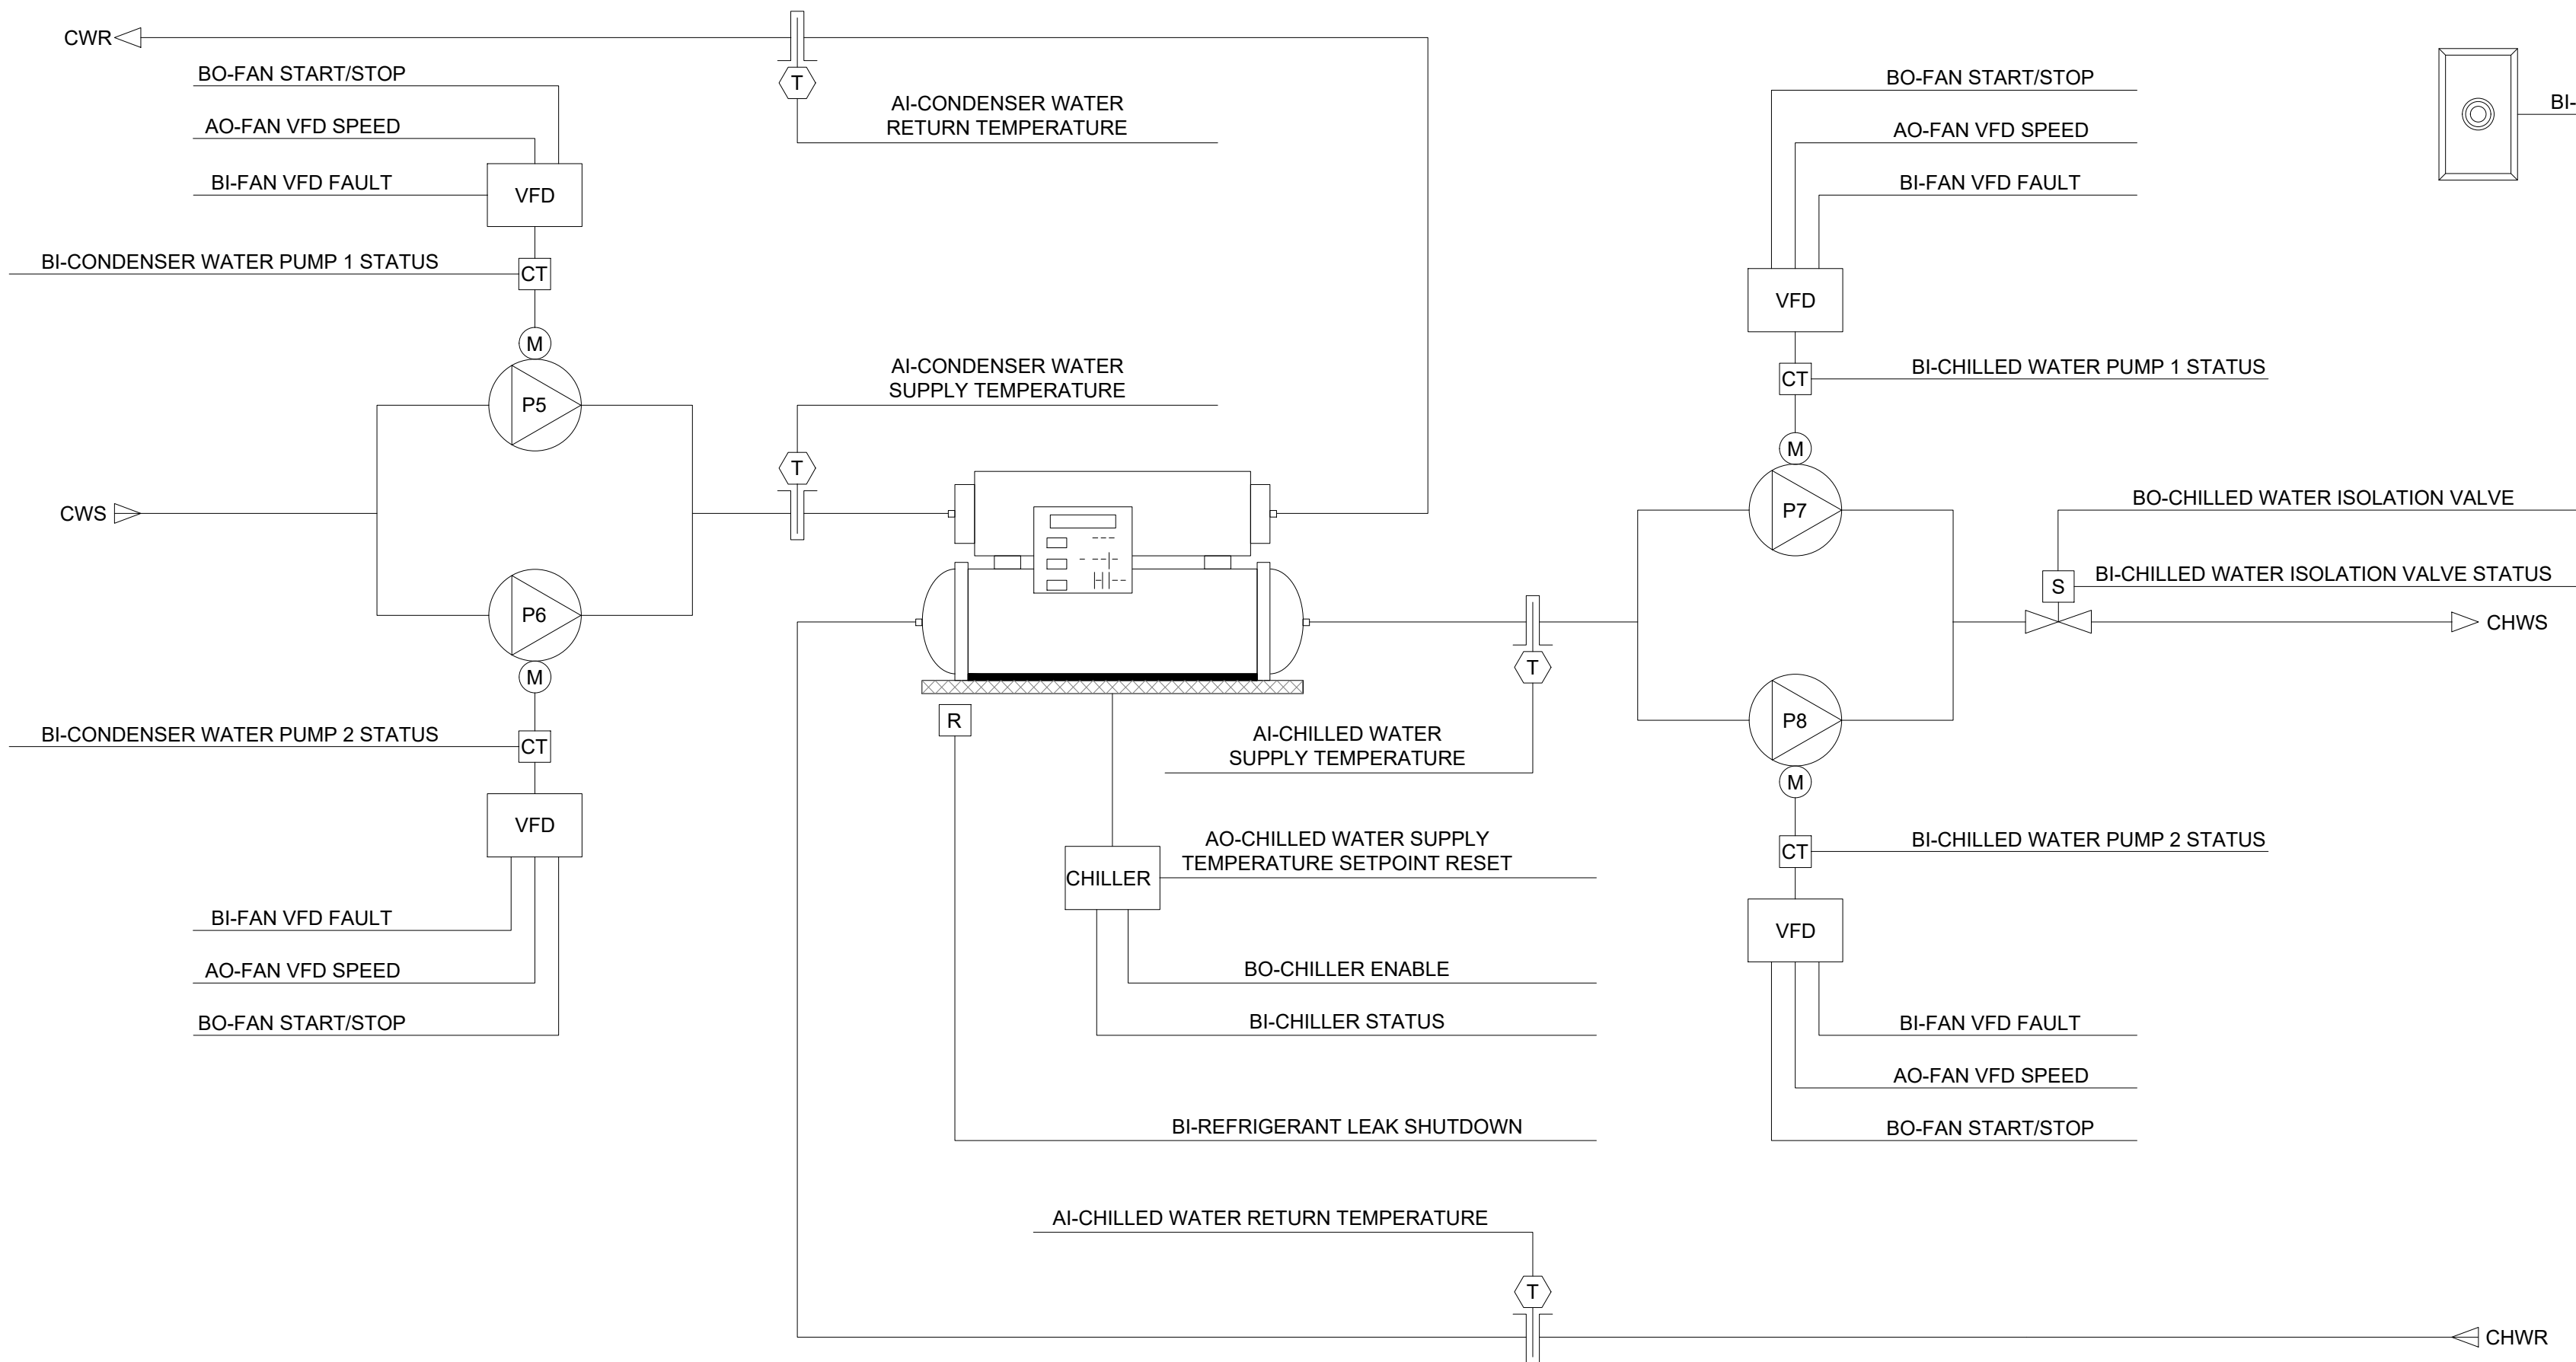 CWR
BO-FAN START/STOP
AO-FAN VFD SPEED
BI-FAN VFD FAULT
VFD
BI-CONDENSER WATER PUMP 1 STATUS
CT
M
P5
CWS
P6
M
BI-CONDENSER WATER PUMP 2 STATUS
CT
VFD
BI-FAN VFD FAULT
AO-FAN VFD SPEED
BO-FAN START/STOP
T
AI-CONDENSER WATER
RETURN TEMPERATURE
AI-CONDENSER WATER
SUPPLY TEMPERATURE
T
R
T
AI-CHILLED WATER
SUPPLY TEMPERATURE
AO-CHILLED WATER SUPPLY
TEMPERATURE SETPOINT RESET
CHILLER
BO-CHILLER ENABLE
BI-CHILLER STATUS
BI-REFRIGERANT LEAK SHUTDOWN
AI-CHILLED WATER RETURN TEMPERATURE
T
BO-FAN START/STOP
AO-FAN VFD SPEED
BI-FAN VFD FAULT
VFD
BI-CHILLED WATER PUMP 1 STATUS
CT
M
P7
P8
M
BI-CHILLED WATER PUMP 2 STATUS
CT
VFD
BI-FAN VFD FAULT
AO-FAN VFD SPEED
BO-FAN START/STOP
BI-
BO-CHILLED WATER ISOLATION VALVE
BI-CHILLED WATER ISOLATION VALVE STATUS
S
CHWS
CHWR